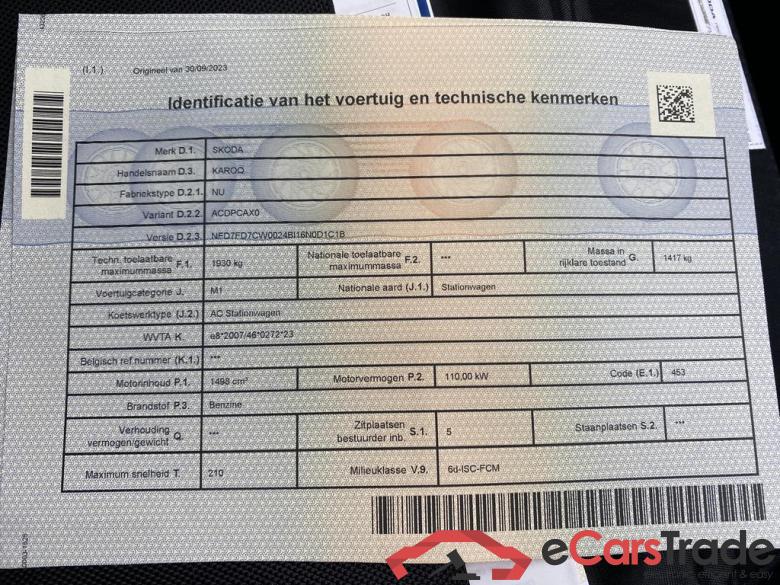 (I.1.) Origineel van 30/09/2023
Identificatie van het voertuig en technische kenmerken
Merk D.1. SKODA
Handelsnaam D.3. KAROQ
Fabriekstype D.2.1. NU
Variant D.2.2. ACDPCAX0
Versie D.2.3. NFD7FD7CW0024BI16N0D1C1B
Techn. toelaatbare maximummassa F.1. 1930 kg Nationale toelaatbare maximummassa F.2. *** Massa in rijklare toestand G. 1417 kg
Voertuigcategorie J. M1 Nationale aard (J.1.) Stationwagen
Koetswerktype (J.2.) AC Stationwagen
WVTA K. e8*2007/46*0272*23
Belgisch ref.nummer (K.1.) ***
Motorinhoud P.1. 1498 cm³ Motorvermogen P.2. 110,00 kW Code (E.1.) 453
Brandstof P.3. Benzine
Verhouding vermogen/gewicht Q. *** Zitplaatsen bestuurder inb. S.1. 5 Staanplaatsen S.2. ***
Maximum snelheid T. 210 Milieuklasse V.9. 6d-ISC-FCM
eCarsTrade